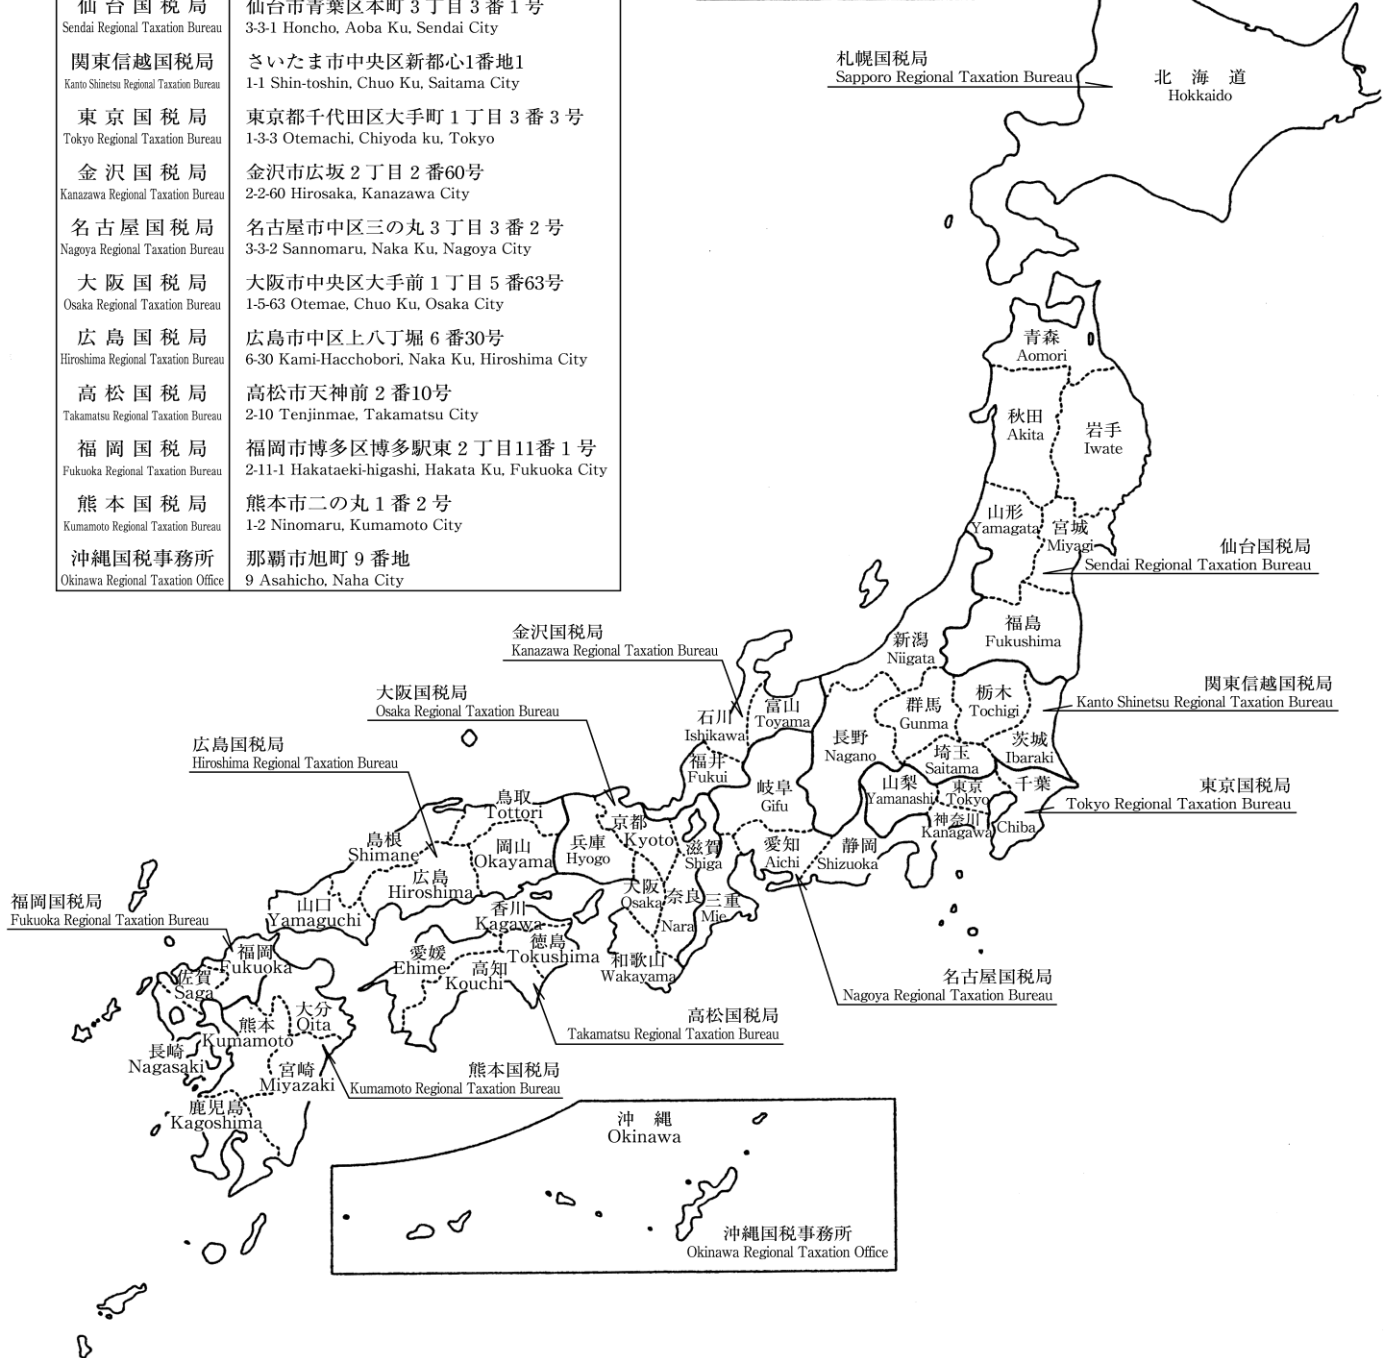 仙台国税局
仙台市青葉区本町3丁目3番1号
Sendai Regional Taxation Bureau
3-3-1 Honcho, Aoba Ku, Sendai City
関東信越国税局
さいたま市中央区新都心1番地1
Kanto Shinetsu Regional Taxation Bureau
1-1 Shin-toshin, Chuo Ku, Saitama City
東京国税局
東京都千代田区大手町1丁目3番3号
Tokyo Regional Taxation Bureau
1-3-3 Otemachi, Chiyoda ku, Tokyo
金沢国税局
金沢市広坂2丁目2番60号
Kanazawa Regional Taxation Bureau
2-2-60 Hirosaka, Kanazawa City
名古屋国税局
名古屋市中区三の丸3丁目3番2号
Nagoya Regional Taxation Bureau
3-3-2 Sannomaru, Naka Ku, Nagoya City
大阪国税局
大阪市中央区大手前1丁目5番63号
Osaka Regional Taxation Bureau
1-5-63 Otemae, Chuo Ku, Osaka City
広島国税局
広島市中区上八丁堀6番30号
Hiroshima Regional Taxation Bureau
6-30 Kami-Hacchobori, Naka Ku, Hiroshima City
高松国税局
高松市天神前2番10号
Takamatsu Regional Taxation Bureau
2-10 Tenjinmae, Takamatsu City
福岡国税局
福岡市博多区博多駅東2丁目11番1号
Fukuoka Regional Taxation Bureau
2-11-1 Hakataeki-higashi, Hakata Ku, Fukuoka City
熊本国税局
熊本市二の丸1番2号
Kumamoto Regional Taxation Bureau
1-2 Ninomaru, Kumamoto City
沖縄国税事務所
那覇市旭町9番地
Okinawa Regional Taxation Office
9 Asahicho, Naha City
札幌国税局
Sapporo Regional Taxation Bureau
北海道
Hokkaido
青森
Aomori
秋田
Akita
岩手
Iwate
山形
Yamagata
宮城
Miyagi
仙台国税局
Sendai Regional Taxation Bureau
福島
Fukushima
新潟
Niigata
金沢国税局
Kanazawa Regional Taxation Bureau
大阪国税局
Osaka Regional Taxation Bureau
広島国税局
Hiroshima Regional Taxation Bureau
関東信越国税局
Kanto Shinetsu Regional Taxation Bureau
栃木
Tochigi
群馬
Gunma
富山
Toyama
石川
Ishikawa
長野
Nagano
茨城
Ibaraki
埼玉
Saitama
福井
Fukui
岐阜
Gifu
山梨
Yamanashi
東京
Tokyo
千葉
Chiba
東京国税局
Tokyo Regional Taxation Bureau
神奈川
Kanagawa
鳥取
Tottori
島根
Shimane
岡山
Okayama
兵庫
Hyogo
京都
Kyoto
滋賀
Shiga
愛知
Aichi
静岡
Shizuoka
広島
Hiroshima
山口
Yamaguchi
大阪
Osaka
奈良
Nara
三重
Mie
和歌山
Wakayama
香川
Kagawa
徳島
Tokushima
愛媛
Ehime
高知
Kouchi
福岡国税局
Fukuoka Regional Taxation Bureau
福岡
Fukuoka
佐賀
Saga
大分
Oita
熊本
Kumamoto
長崎
Nagasaki
宮崎
Miyazaki
鹿児島
Kagoshima
名古屋国税局
Nagoya Regional Taxation Bureau
高松国税局
Takamatsu Regional Taxation Bureau
熊本国税局
Kumamoto Regional Taxation Bureau
沖縄
Okinawa
沖縄国税事務所
Okinawa Regional Taxation Office